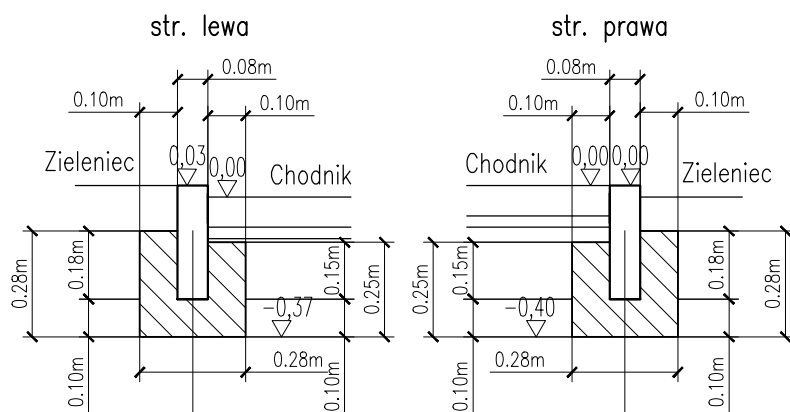 str. lewa
0.08m
0.10m
0.10m
Zieleniec
0,03
0,00
Chodnik
0.28m
0.18m
0.15m
0.25m
-0,37
0.28m
0.10m
0.10m
str. prawa
0.08m
0.10m
0.10m
Chodnik
0,00
0,00
Zieleniec
0.25m
0.15m
0.18m
0.28m
-0,40
0.28m
0.10m
0.10m